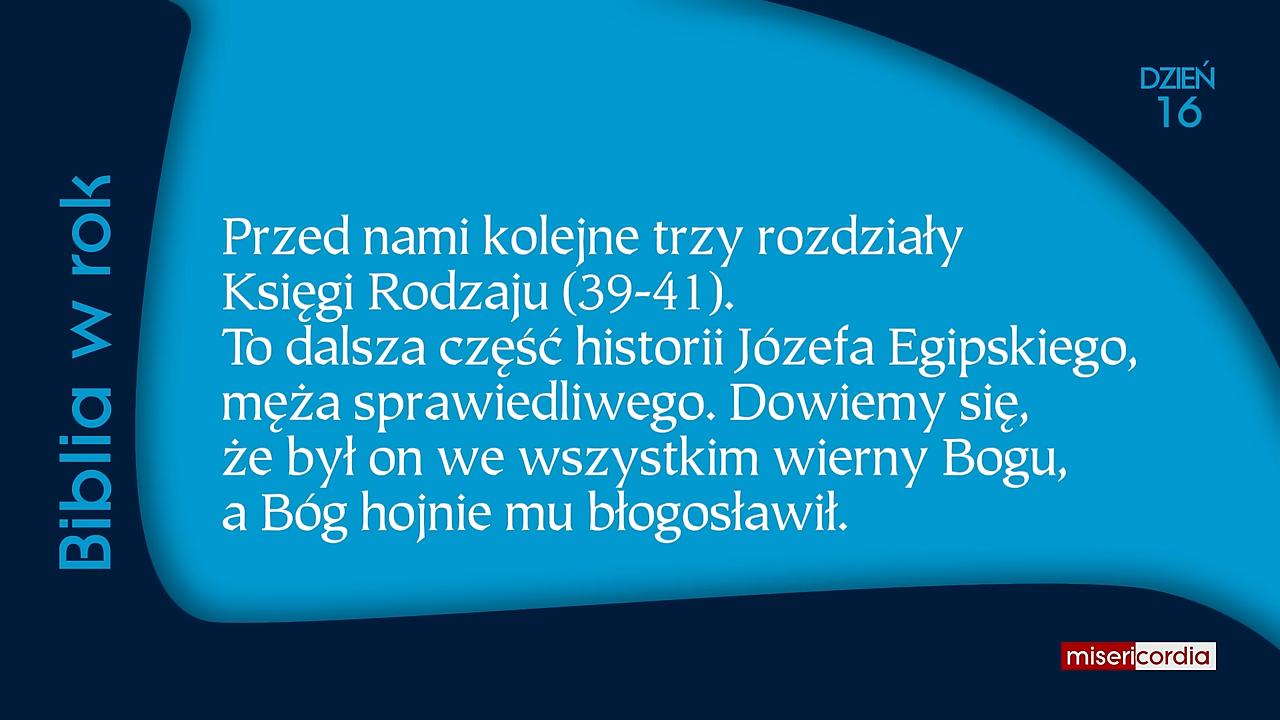 Biblia w rok
DZIEŃ
16
Przed nami kolejne trzy rozdziały
Księgi Rodzaju (39-41).
To dalsza część historii Józefa Egipskiego,
męża sprawiedliwego. Dowiemy się,
że był on we wszystkim wierny Bogu,
a Bóg hojnie mu błogosławił.
misericordia